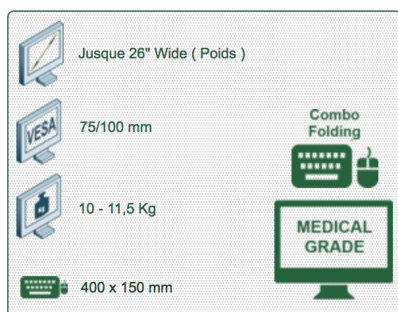 Jusque 26" Wide ( Poids )
VESA
75/100 mm
Combo
Folding
KG
10 - 11,5 Kg
MEDICAL
GRADE
400 x 150 mm